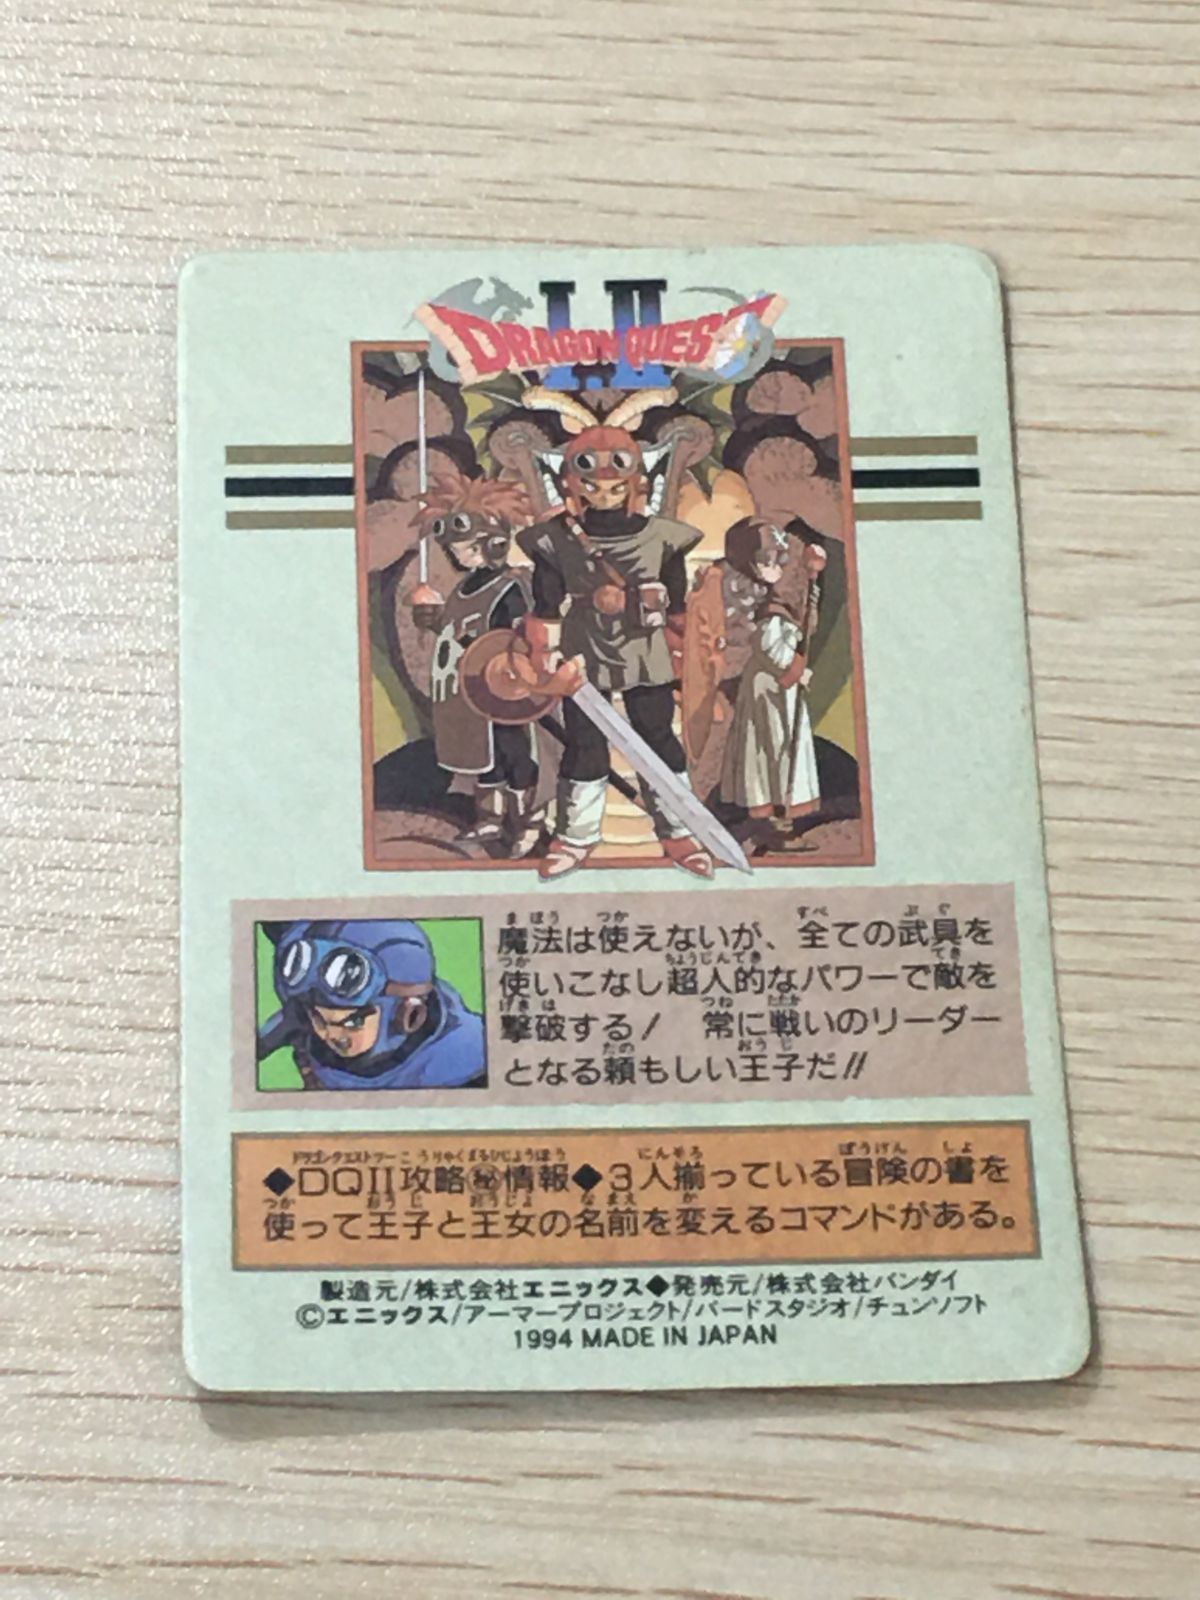 I・II
DRAGON QUEST
魔法は使えないが、全ての武具を
使いこなし超人的なパワーで敵を
撃破する! 常に戦いのリーダー
となる頼もしい王子だ!!
◆DQII攻略㊙情報◆3人揃っている冒険の書を
使って王子と王女の名前を変えるコマンドがある。
製造元/株式会社エニックス◆発売元/株式会社バンダイ
©エニックス/アーマープロジェクト/バードスタジオ/チュンソフト
1994 MADE IN JAPAN